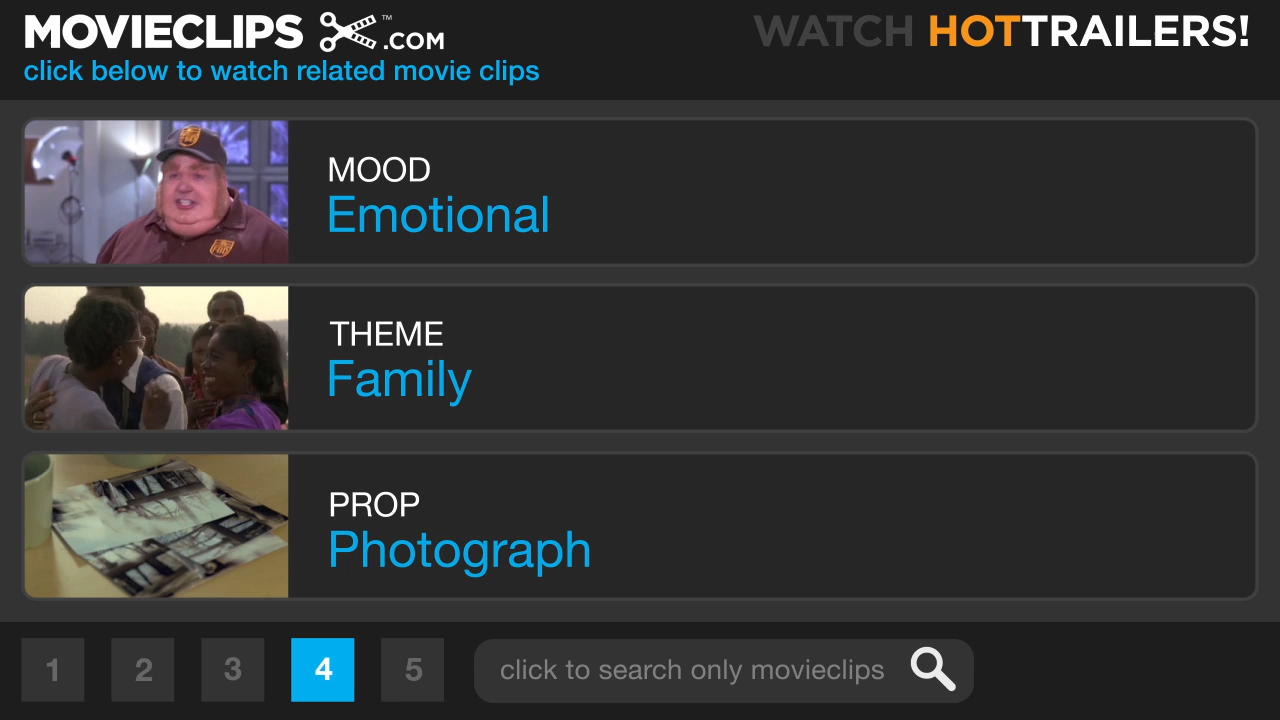 MOVIECLIPS ™.COM
WATCH HOTTRAILERS!
click below to watch related movie clips
MOOD
Emotional
THEME
Family
PROP
Photograph
1 2 3 4 5
click to search only movieclips